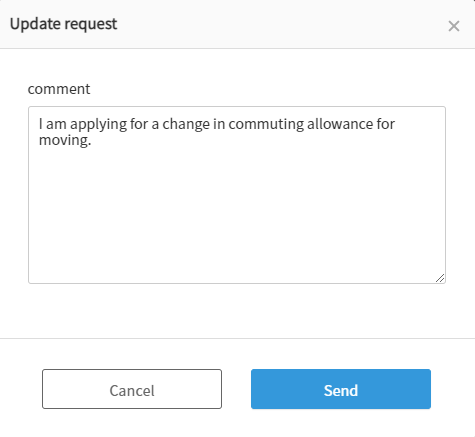 Update request
comment
I am applying for a change in commuting allowance for
moving.
Cancel
Send